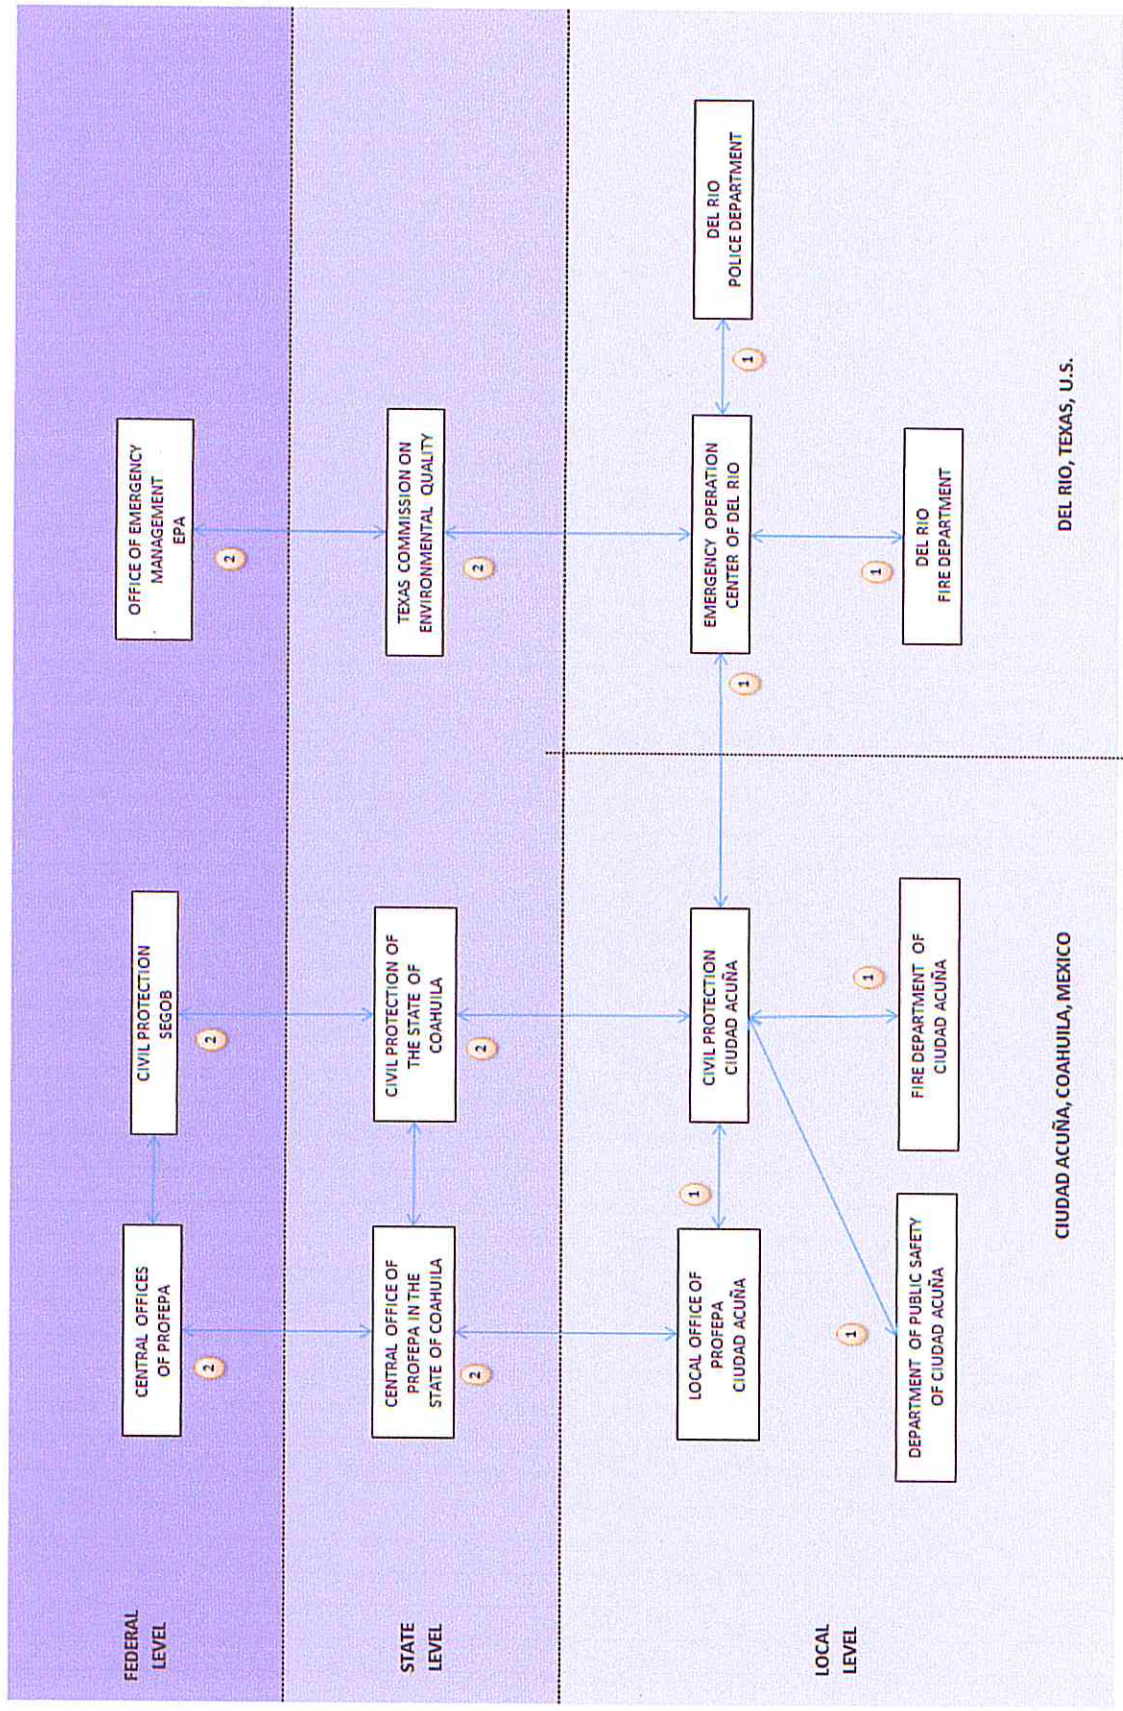 FEDERAL
LEVEL
CENTRAL OFFICES
OF PROFEPA
2
CIVIL PROTECTION
SEGOB
2
OFFICE OF EMERGENCY
MANAGEMENT
EPA
2
STATE
LEVEL
CENTRAL OFFICE OF
PROFEPA IN THE
STATE OF COAHUILA
2
CIVIL PROTECTION OF
THE STATE OF
COAHUILA
2
TEXAS COMMISSION ON
ENVIRONMENTAL QUALITY
2
LOCAL
LEVEL
LOCAL OFFICE OF
PROFEPA
CIUDAD ACUÑA
1
CIVIL PROTECTION
CIUDAD ACUÑA
1
EMERGENCY OPERATION
CENTER OF DEL RIO
1
DEL RIO
POLICE DEPARTMENT
1
DEPARTMENT OF PUBLIC SAFETY
OF CIUDAD ACUÑA
1
FIRE DEPARTMENT OF
CIUDAD ACUÑA
1
DEL RIO
FIRE DEPARTMENT
CIUDAD ACUÑA, COAHUILA, MEXICO
DEL RIO, TEXAS, U.S.